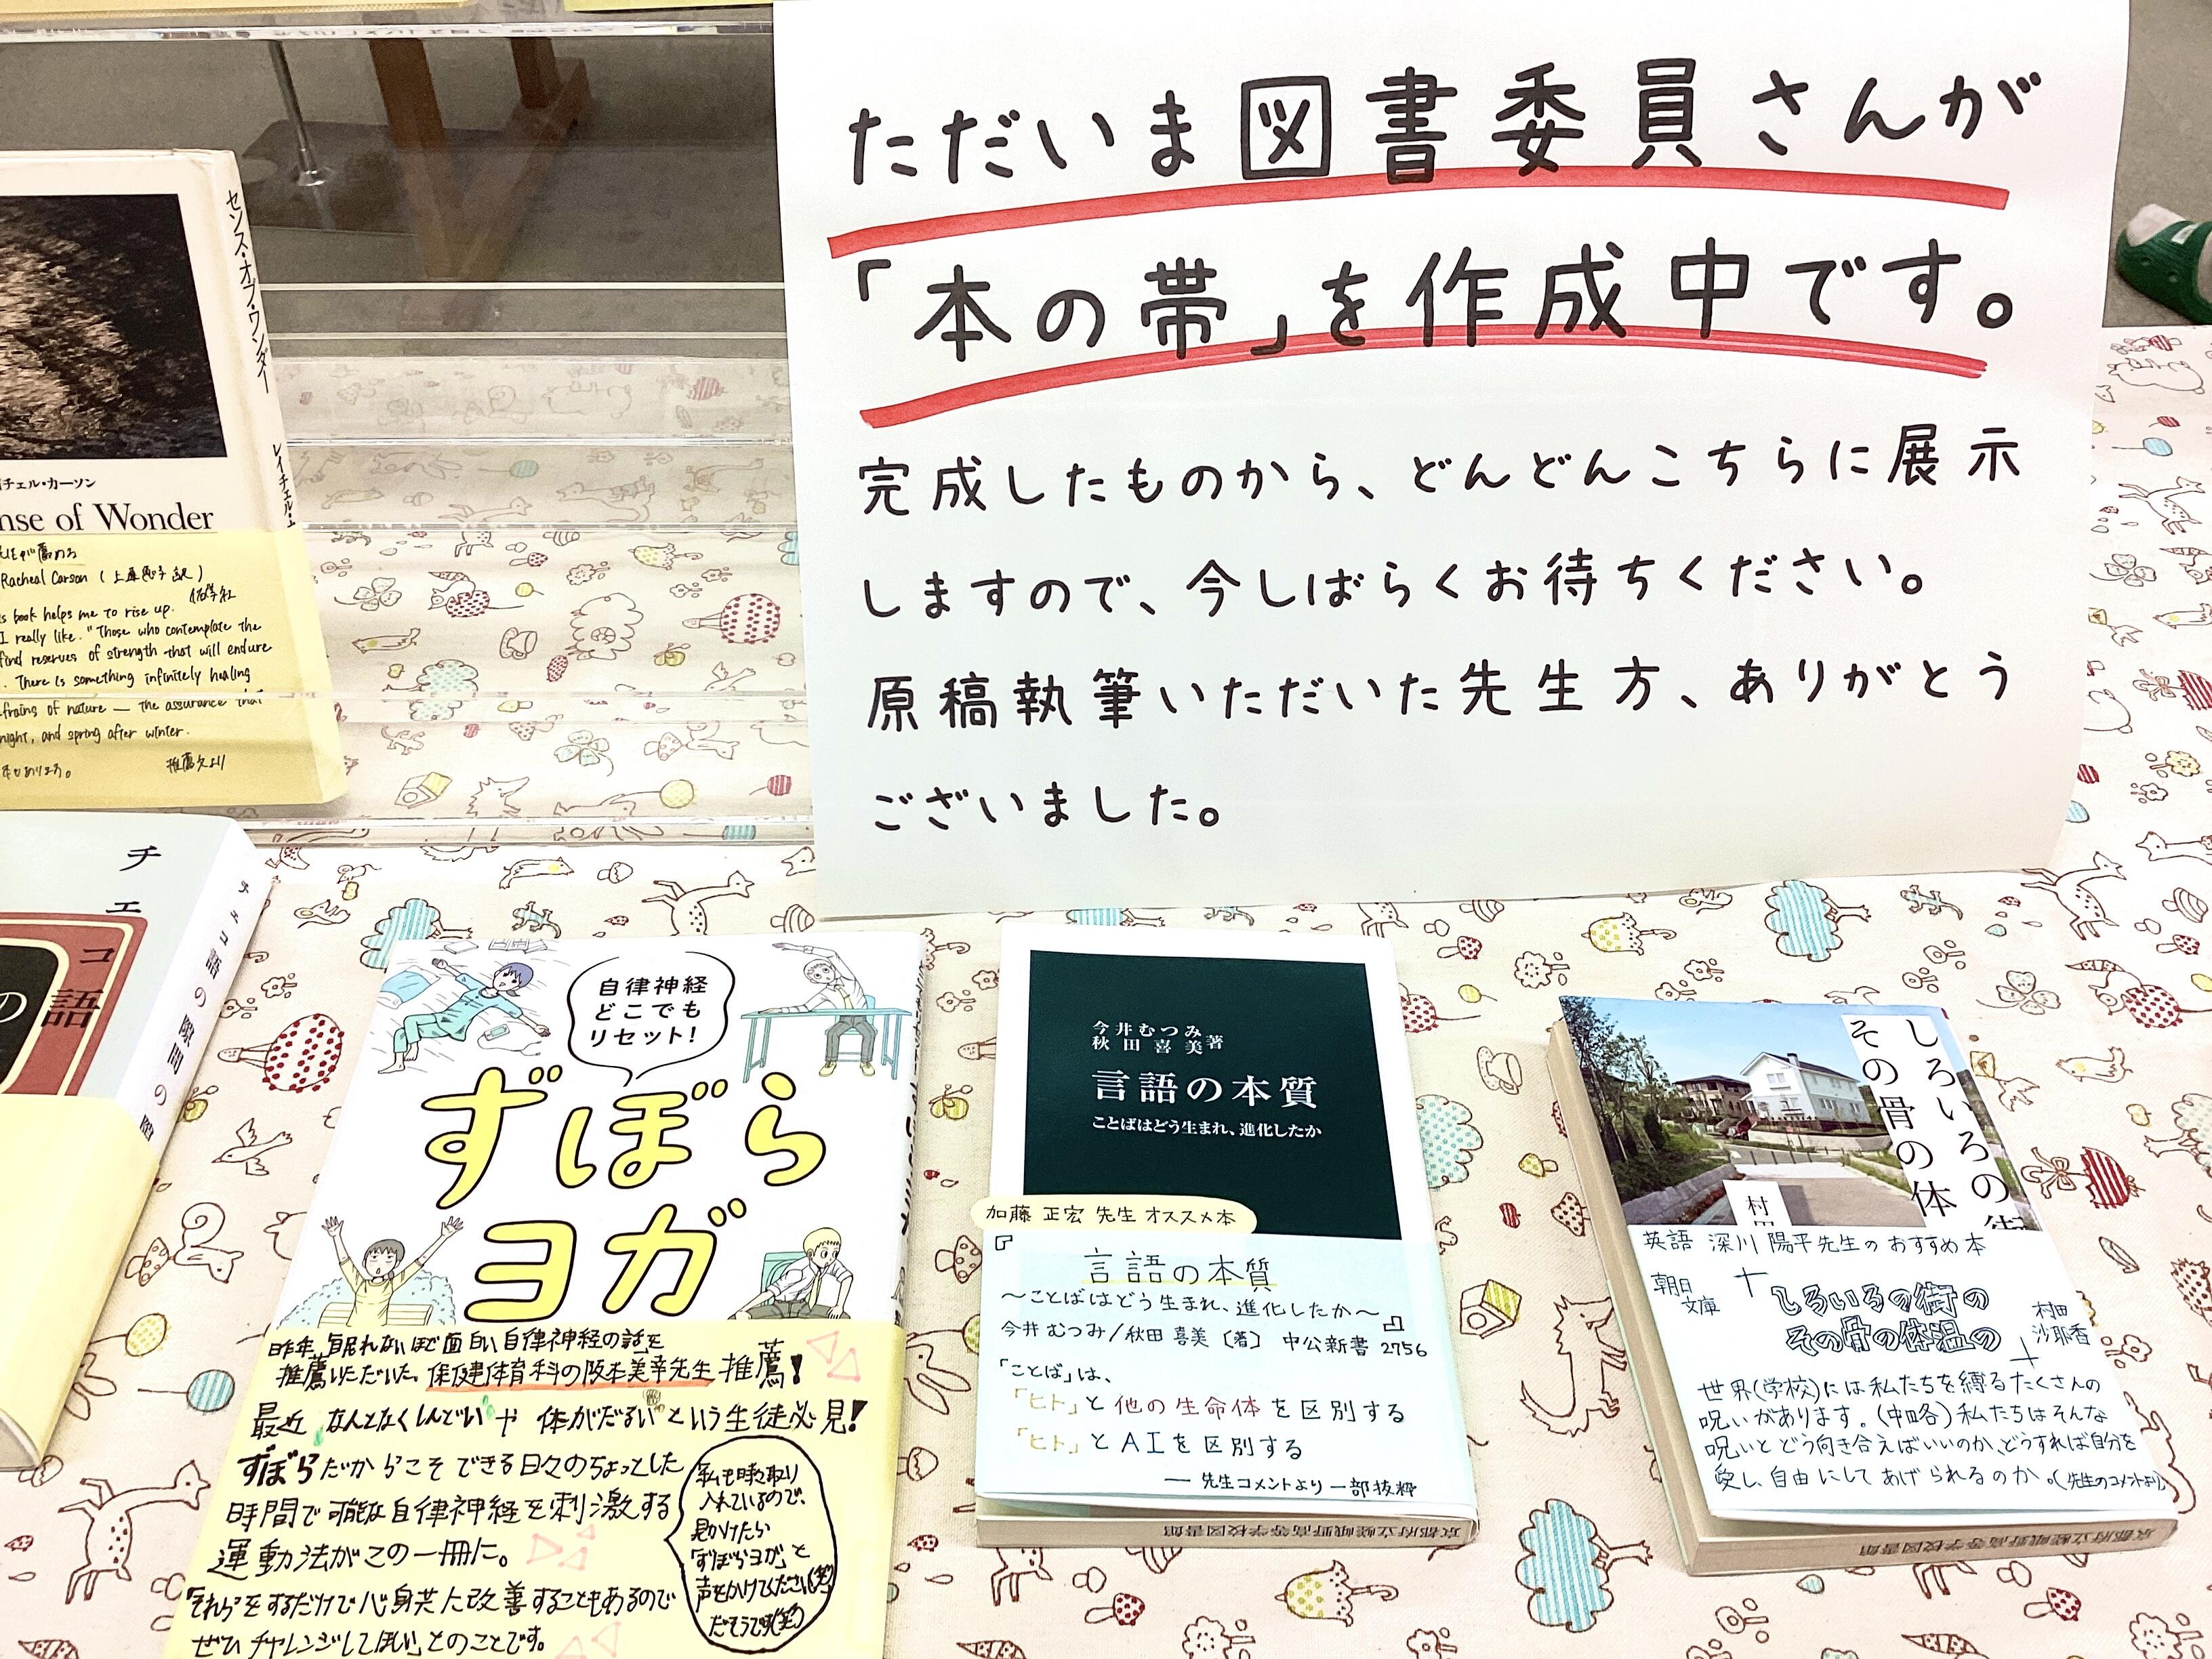 ただいま図書委員さんが
「本の帯」を作成中です。
完成したものから、どんどんこちらに展示
しますので、今しばらくお待ちください。
原稿執筆いただいた先生方、ありがとう
ございました。
センス・オブ・ワンダー
レイチェル・
チェル・カーソン
nse of Wonder
が薦める
Racheal Carson (上遠恵子 訳)
s book helps me to rise up.
I really like. "Those who contemplate the
find reserves of strength that will endure
. There is something infinitely healing
frains of nature — the assurance that
night, and spring after winter.
推薦文より
チェコ語
の
チェコ語の隙間
自律神経
どこでも
リセット!
ずぼら
ヨガ
昨年、「眠れないほど面白い自律神経の話」を
推薦いただいた、保健体育科の阪本美幸先生 推薦!
最近、なんとなくしんどい や 体がだるい という生徒必見!
ずぼらだからこそできる日々のちょっとした
時間で可能な自律神経を刺激する
運動法がこの一冊に。
「それらをするだけで心身共に改善することもあるので
ぜひチャレンジしてほしい」とのことです。
私も時々取り
入れているので、
見かけたら
「ずぼらヨガ」と
声をかけてください(笑)
だそうです(笑)
今井むつみ
秋田喜美 著
言語の本質
ことばはどう生まれ、進化したか
加藤 正宏 先生 オススメ本
『言語の本質
〜ことばはどう生まれ、進化したか〜』
今井むつみ/秋田喜美〔著〕 中公新書 2756
「ことば」は、
「ヒト」と他の生命体を区別する
「ヒト」とAIを区別する
— 先生コメントより一部抜粋
京都府立嵯峨野高等学校図書館
しろいろの街
その骨の体
村田
英語 深川 陽平先生のおすすめ本
朝日文庫
しろいろの街の
その骨の体温の
村田沙耶香
世界(学校)には私たちを縛るたくさんの
呪いがあります。(中略)私たちはそんな
呪いとどう向き合えばいいのか、どうすれば自分を
愛し、自由にしてあげられるのか。(先生のコメントより)
京都府立嵯峨野高等学校図書館